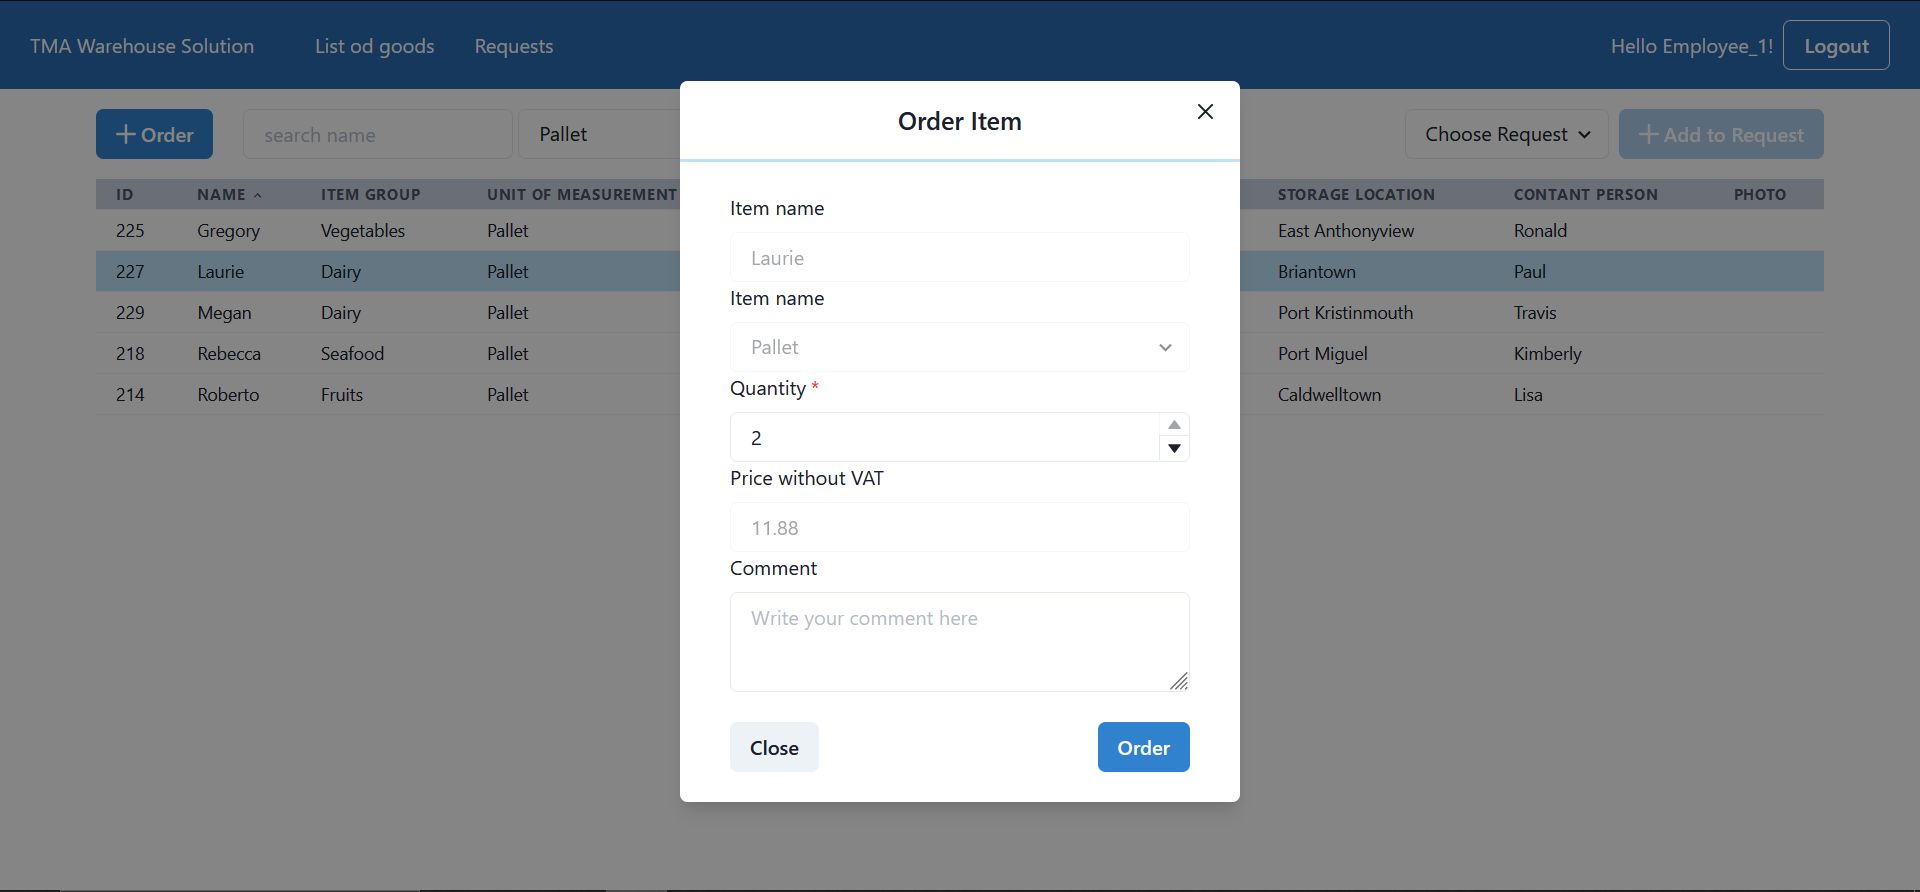 TMA Warehouse Solution List od goods Requests Hello Employee_1! Logout
Order search name Pallet Choose Request Add to Request
ID NAME ITEM GROUP UNIT OF MEASUREMENT STORAGE LOCATION CONTANT PERSON PHOTO
225 Gregory Vegetables Pallet East Anthonyview Ronald
227 Laurie Dairy Pallet Briantown Paul
229 Megan Dairy Pallet Port Kristinmouth Travis
218 Rebecca Seafood Pallet Port Miguel Kimberly
214 Roberto Fruits Pallet Caldwelltown Lisa
Order Item
Item name
Laurie
Item name
Pallet
Quantity *
2
Price without VAT
11.88
Comment
Write your comment here
Close Order